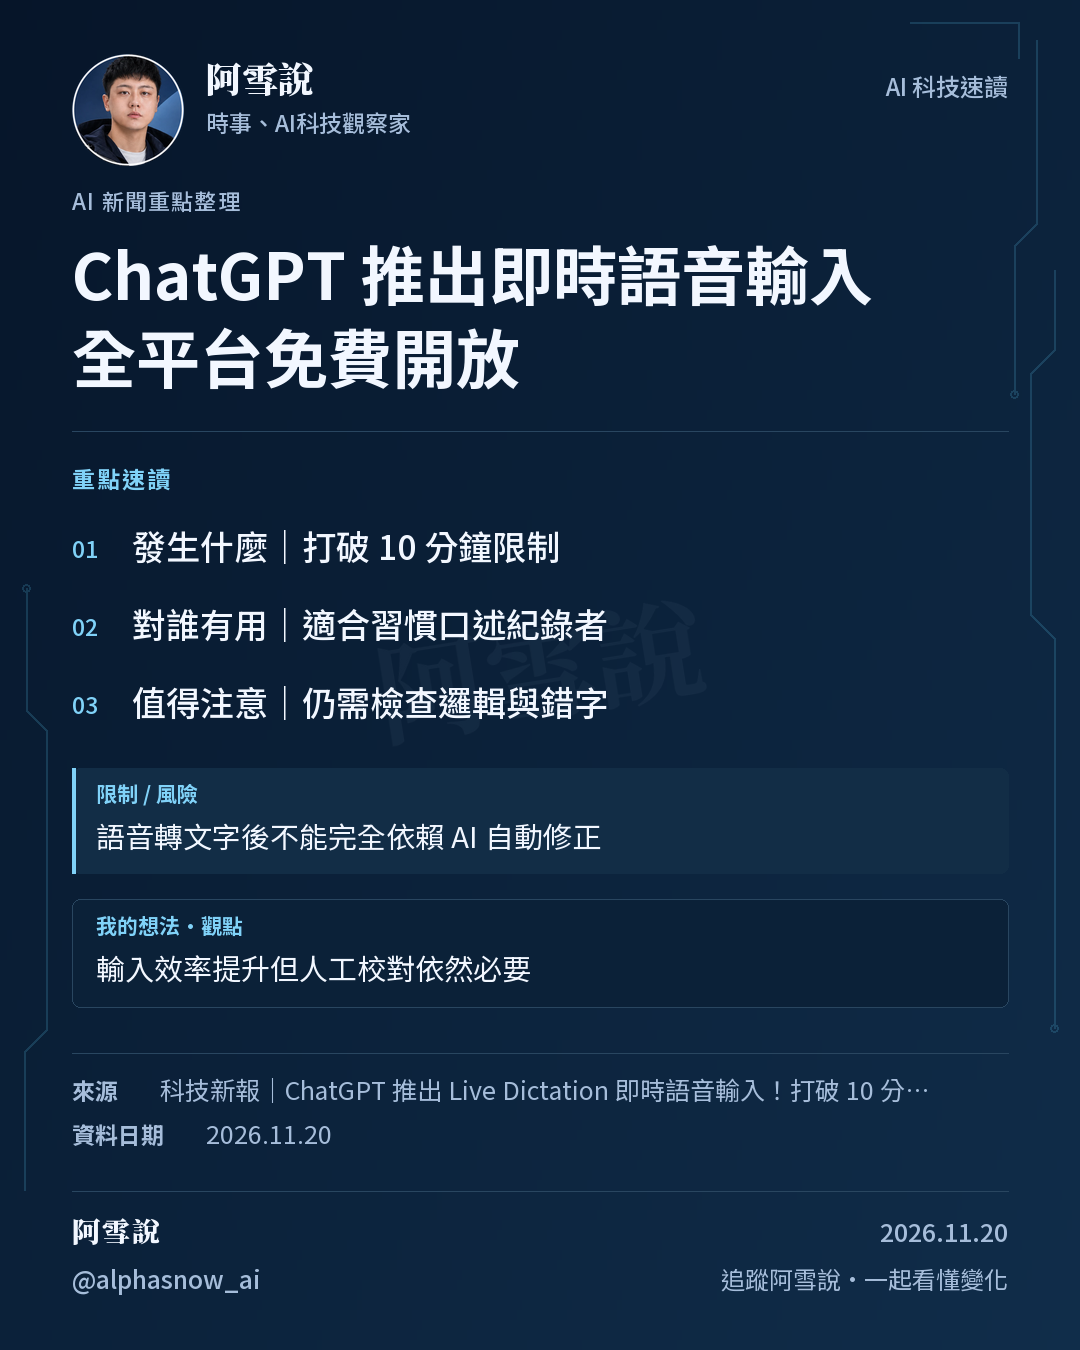 阿雪說
時事、AI科技觀察家
AI 科技速讀
AI 新聞重點整理
ChatGPT 推出即時語音輸入
全平台免費開放
重點速讀
01 發生什麼｜打破 10 分鐘限制
02 對誰有用｜適合習慣口述紀錄者
03 值得注意｜仍需檢查邏輯與錯字
阿雪說
限制 / 風險
語音轉文字後不能完全依賴 AI 自動修正
我的想法・觀點
輸入效率提升但人工校對依然必要
來源 科技新報｜ChatGPT 推出 Live Dictation 即時語音輸入！打破 10 分…
資料日期 2026.11.20
阿雪說
2026.11.20
@alphasnow_ai
追蹤阿雪說・一起看懂變化